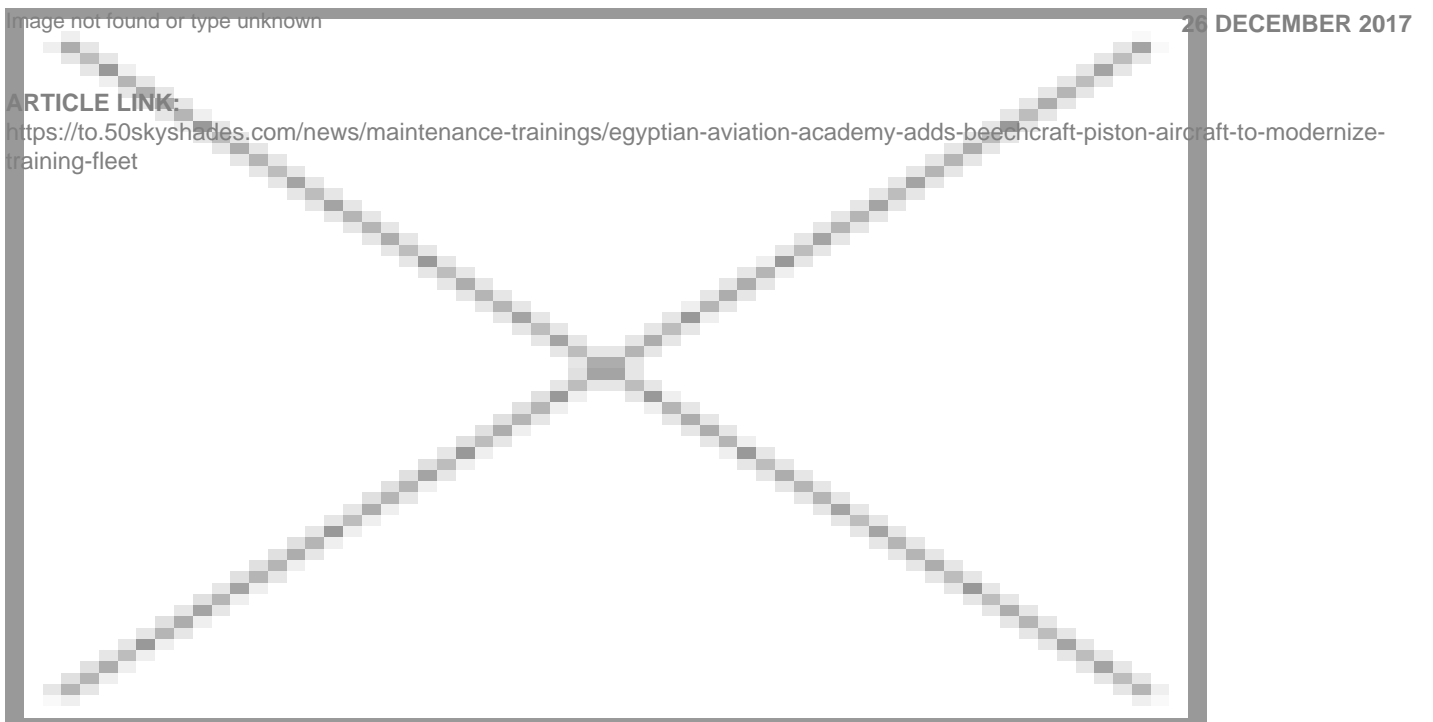 Image not found or type unknown
26 DECEMBER 2017
ARTICLE LINK:
https://to.50skyshades.com/news/maintenance-trainings/egyptian-aviation-academy-adds-beechcraft-piston-aircraft-to-modernize-
training-fleet